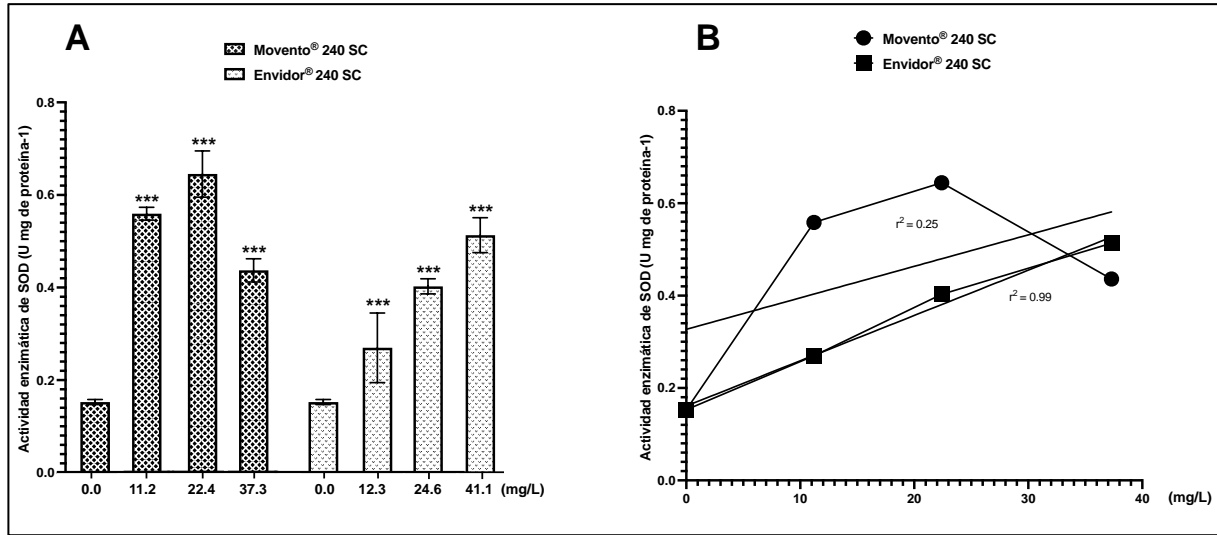 A
Movento® 240 SC
Envidor® 240 SC
Actividad enzimática de SOD (U mg de proteína-1)
0.8
0.6
0.4
0.2
0.0
***
***
***
***
***
***
0.0 11.2 22.4 37.3 0.0 12.3 24.6 41.1 (mg/L)
B
Movento® 240 SC
Envidor® 240 SC
Actividad enzimática de SOD (U mg de proteína-1)
0.8
0.6
0.4
0.2
0.0
r² = 0.25
r² = 0.99
0 10 20 30 40 (mg/L)